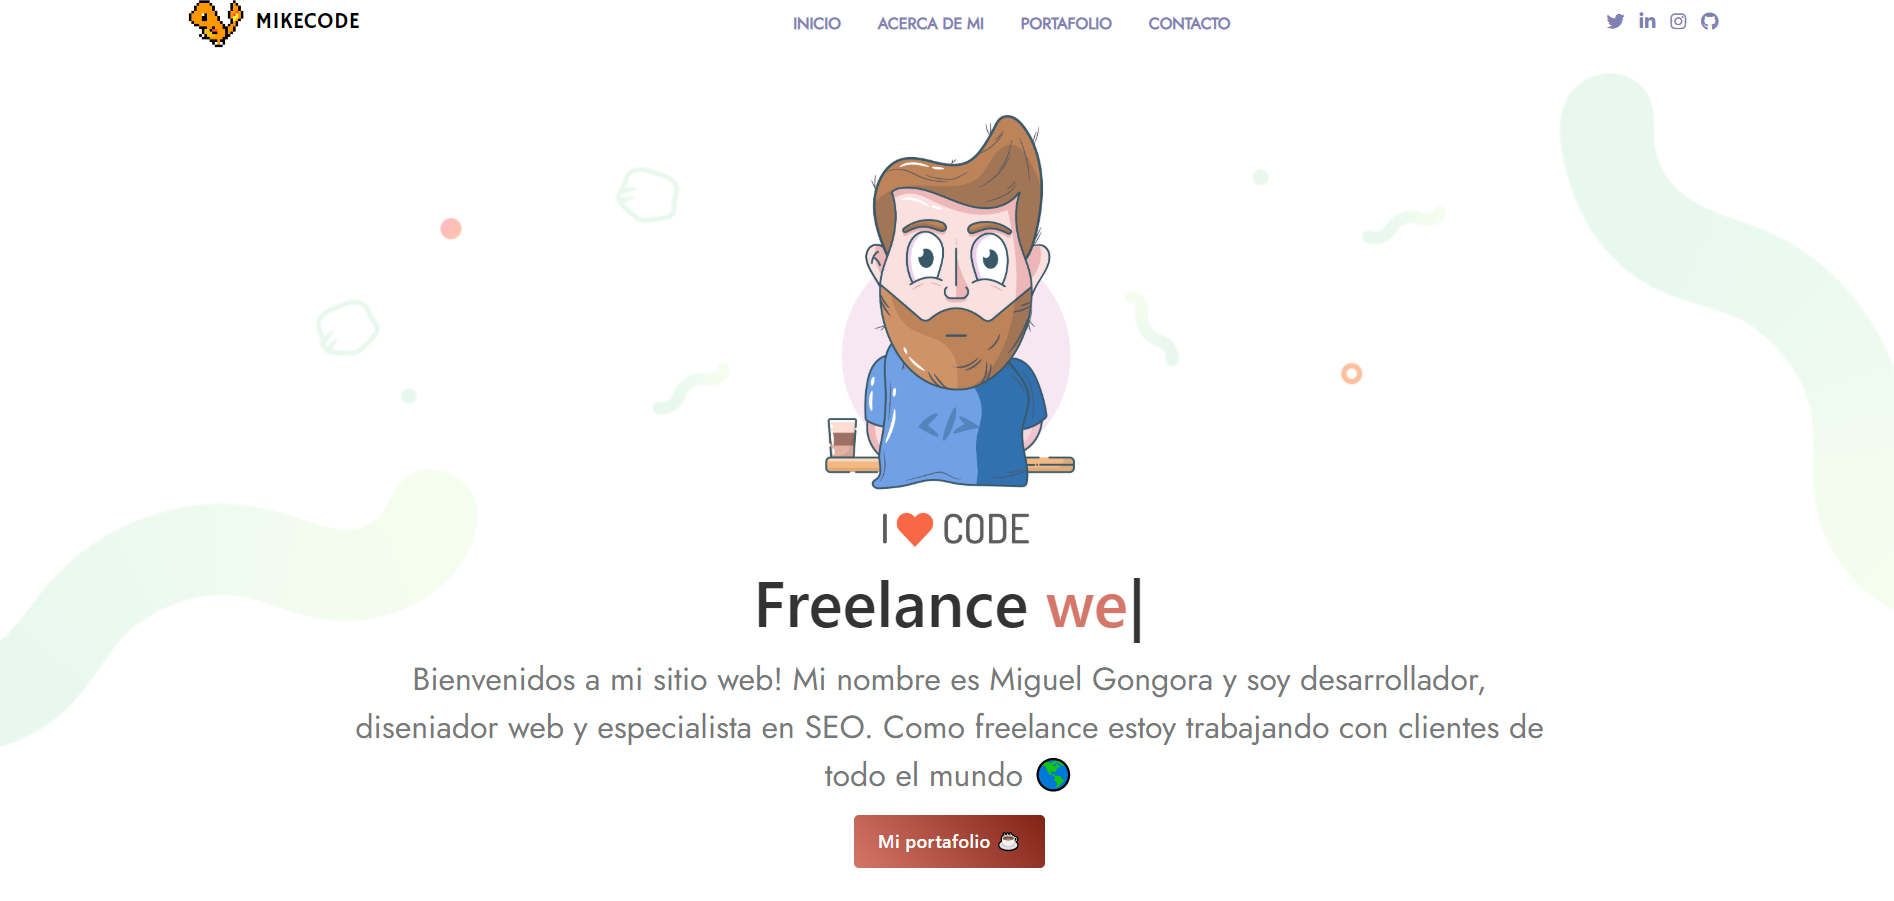 MIKECODE
INICIO ACERCA DE MI PORTAFOLIO CONTACTO
</>
I ❤ CODE
Freelance we|
Bienvenidos a mi sitio web! Mi nombre es Miguel Gongora y soy desarrollador,
diseniador web y especialista en SEO. Como freelance estoy trabajando con clientes de
todo el mundo 🌎
Mi portafolio ☕